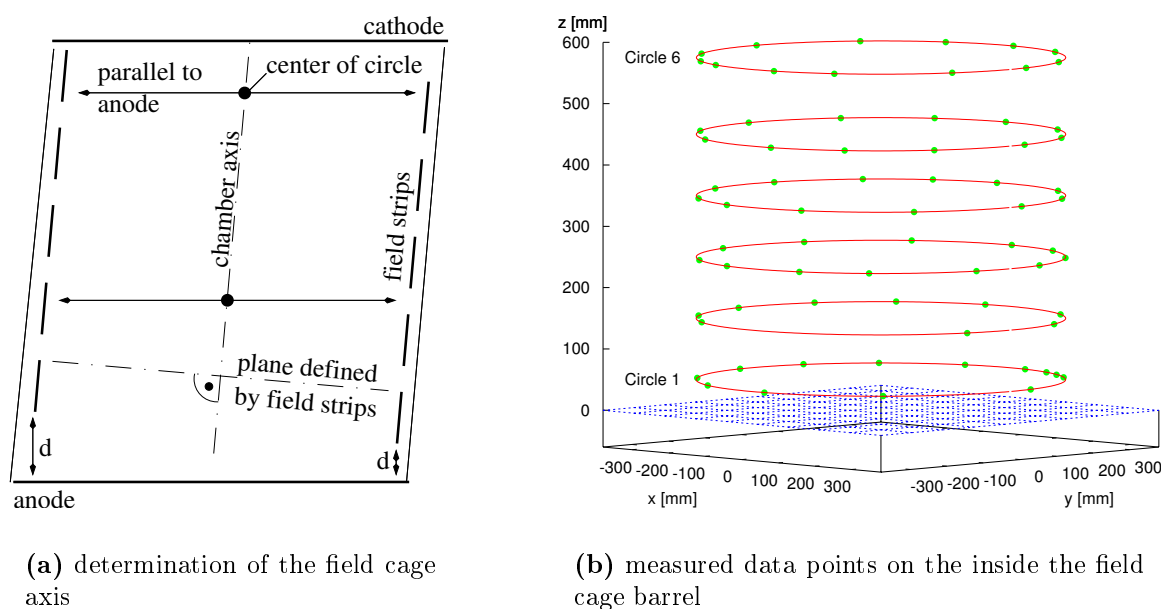 cathode
parallel to
anode
center of circle
chamber axis
field strips
plane defined
by field strips
d
d
anode
z [mm]
600
500
400
300
200
100
0
Circle 6
Circle 1
-300 -200 -100 0 100 200 300
x [mm]
-300 -200 -100 0 100 200 300
y [mm]
(a) determination of the field cage
axis
(b) measured data points on the inside the field
cage barrel